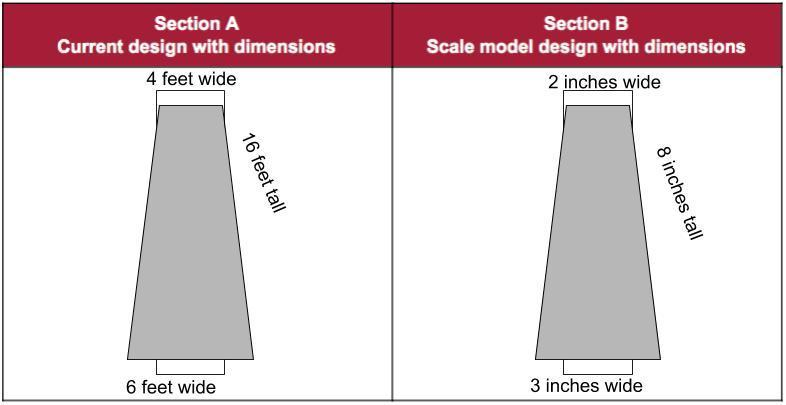 Section A
Current design with dimensions
Section B
Scale model design with dimensions
4 feet wide
16 feet tall
6 feet wide
2 inches wide
8 inches tall
3 inches wide